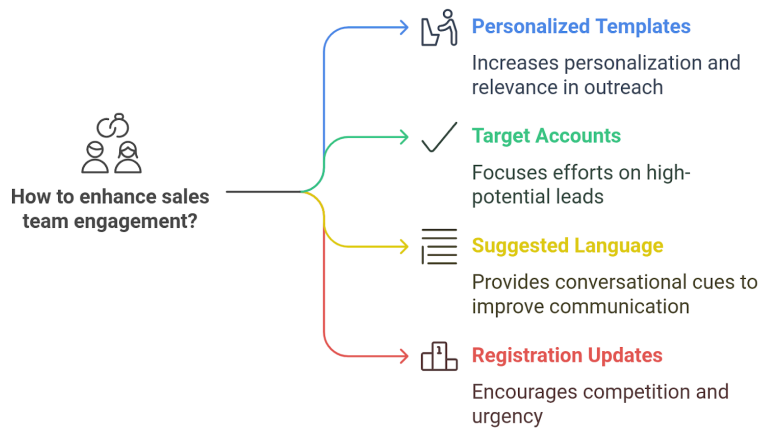 Personalized Templates
Increases personalization and
relevance in outreach
Target Accounts
Focuses efforts on high-
potential leads
How to enhance sales
team engagement?
Suggested Language
Provides conversational cues to
improve communication
1
Registration Updates
Encourages competition and
urgency